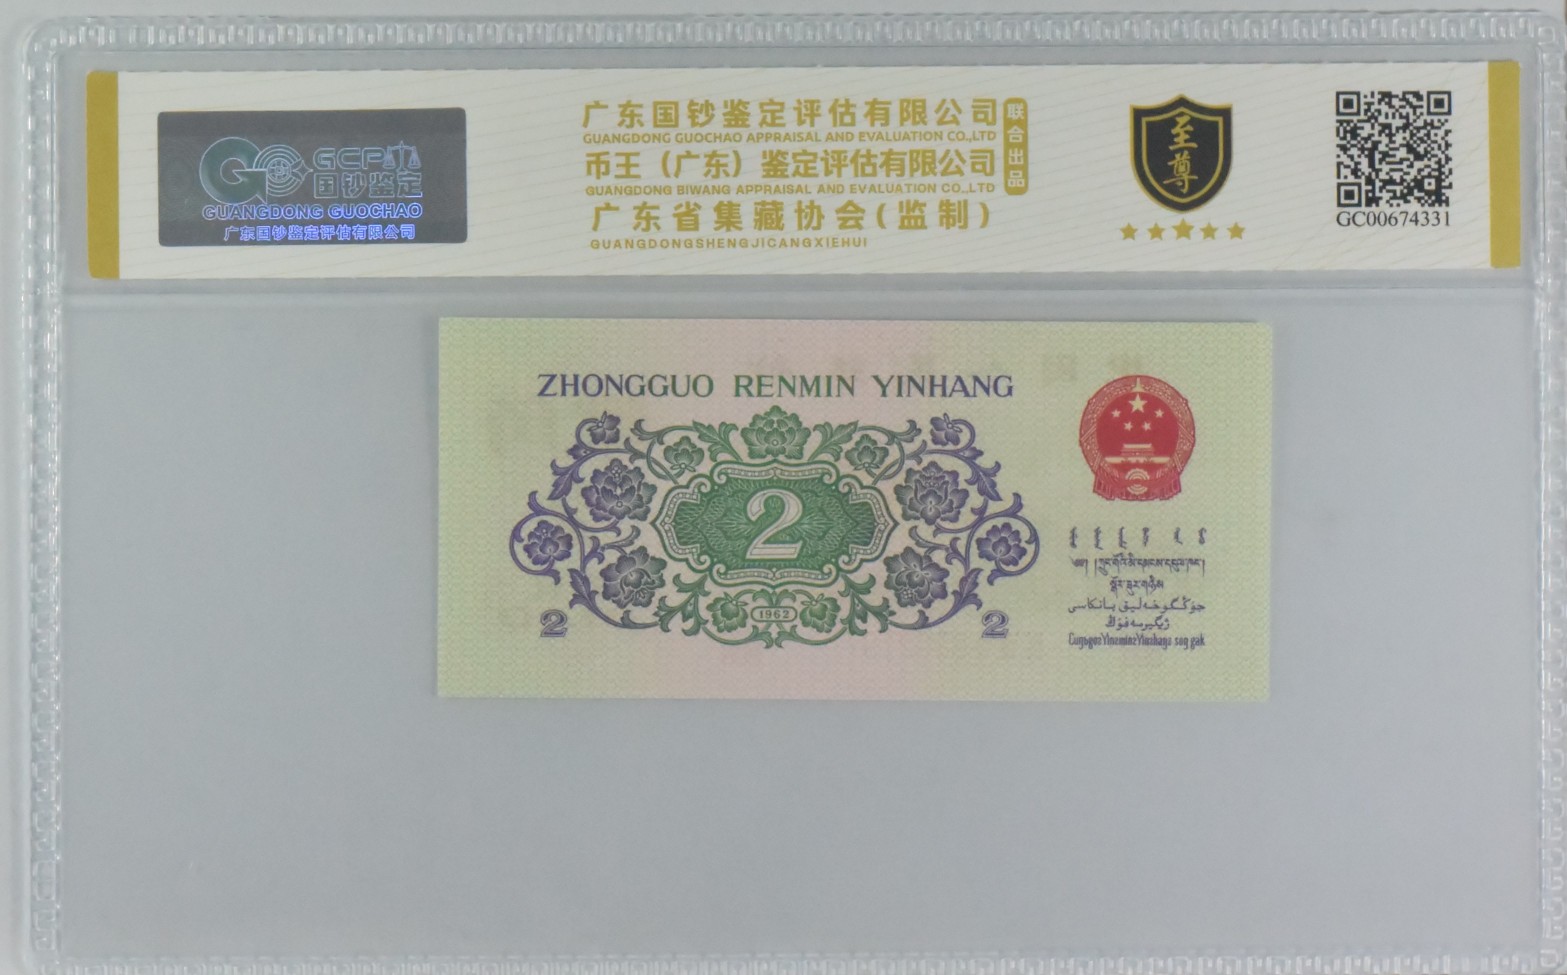 GCP
国钞鉴定
GUANGDONG GUOCHAO
广东国钞鉴定评估有限公司
广东国钞鉴定评估有限公司
GUANGDONG GUOCHAO APPRAISAL AND EVALUATION CO.,LTD
币王（广东）鉴定评估有限公司
GUANGDONG BIWANG APPRAISAL AND EVALUATION CO.,LTD
广东省集藏协会(监制)
GUANGDONGSHENGJICANGXIEHUI
联合出品
至尊
GC00674331
ZHONGGUO RENMIN YINHANG
2
1962
2 2
جۇڭگو خەلىق بانكاسى